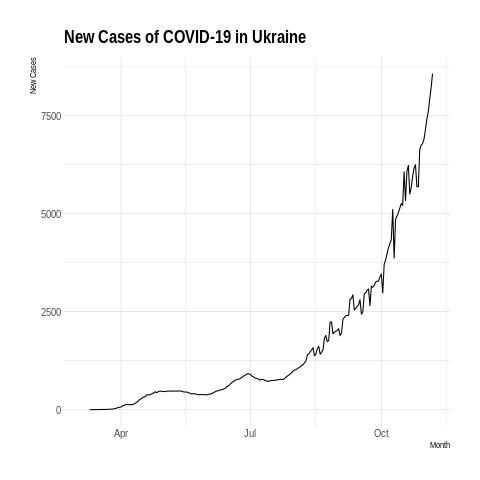 New Cases of COVID-19 in Ukraine
New Cases
7500
5000
2500
0
Apr
Jul
Oct
Month